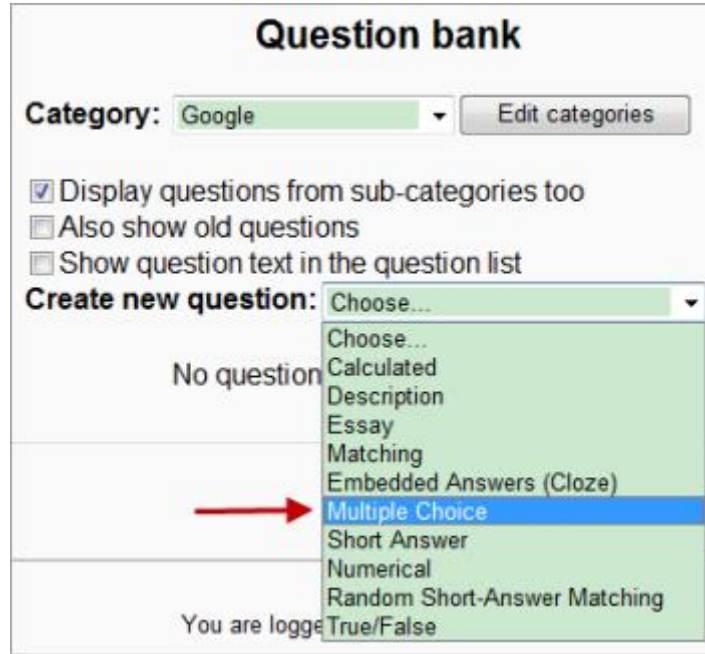 Question bank
Category: Google Edit categories
Display questions from sub-categories too
Also show old questions
Show question text in the question list
Create new question: Choose...
Choose...
No question Calculated
Description
Essay
Matching
Embedded Answers (Cloze)
Multiple Choice
Short Answer
Numerical
Random Short-Answer Matching
You are logge True/False